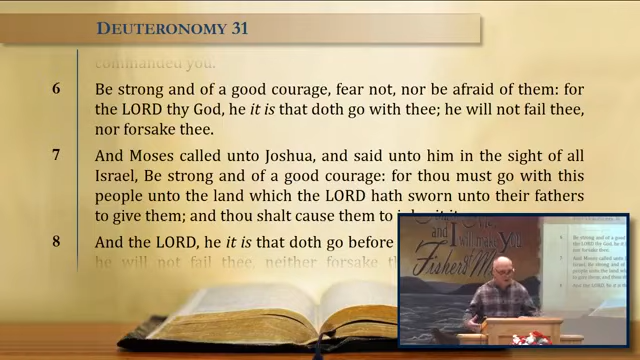 DEUTERONOMY 31
commanded you.
6 Be strong and of a good courage, fear not, nor be afraid of them: for
the LORD thy God, he it is that doth go with thee; he will not fail thee,
nor forsake thee.
7 And Moses called unto Joshua, and said unto him in the sight of all
Israel, Be strong and of a good courage: for thou must go with this
people unto the land which the LORD hath sworn unto their fathers
to give them; and thou shalt cause them to
8 And the LORD, he it is that doth go before
he will not fail thee, neither forsake
and I will make You
Fishers of